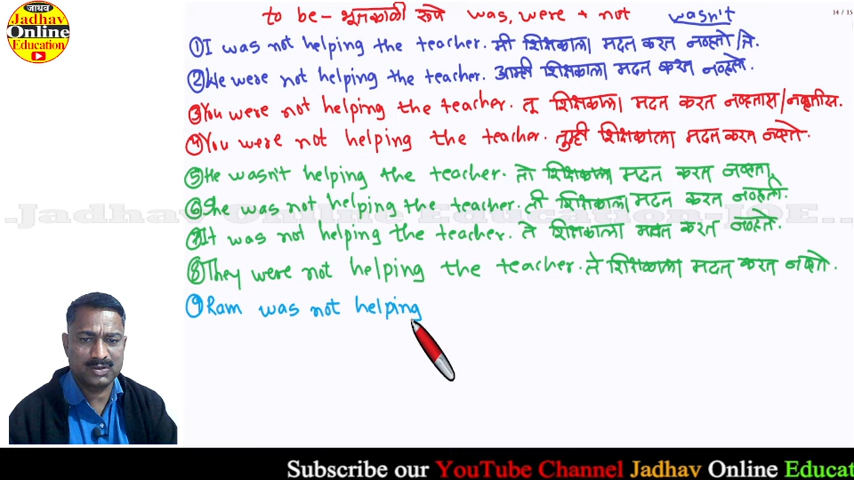 जाधव
Jadhav
Online
Education
to be - भूतकाळी रूपे was, were + not wasn't
14 / 15
① I was not helping the teacher. मी शिक्षकाला मदत करत नव्हतो/ते.
② We were not helping the teacher. आम्ही शिक्षकाला मदत करत नव्हतो.
③ You were not helping the teacher. तू शिक्षकाला मदत करत नव्हतास/नव्हतीस.
④ You were not helping the teacher. तुम्ही शिक्षकाला मदत करत नव्हते.
⑤ He wasn't helping the teacher. तो शिक्षकाला मदत करत नव्हता.
⑥ She was not helping the teacher. ती शिक्षकाला मदत करत नव्हती.
-Jadhav Online Education-JOE..
⑦ It was not helping the teacher. ते शिक्षकाला मदत करत नव्हते.
⑧ They were not helping the teacher. ते शिक्षकाला मदत करत नव्हते.
⑨ Ram was not helping
Subscribe our YouTube Channel Jadhav Online Educat